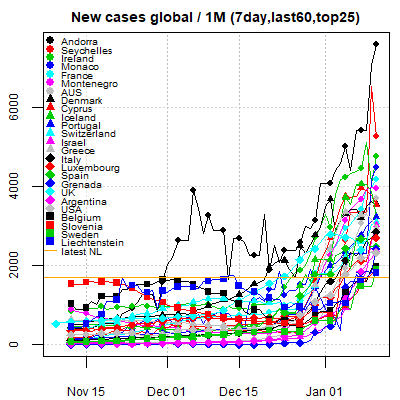 New cases global / 1M (7day,last60,top25)
Andorra
Seychelles
Ireland
Monaco
France
Montenegro
AUS
Denmark
Cyprus
Iceland
Portugal
Switzerland
Israel
Greece
Italy
Luxembourg
Spain
Grenada
UK
Argentina
USA
Belgium
Slovenia
Sweden
Liechtenstein
latest NL
6000
4000
2000
0
Nov 15
Dec 01
Dec 15
Jan 01